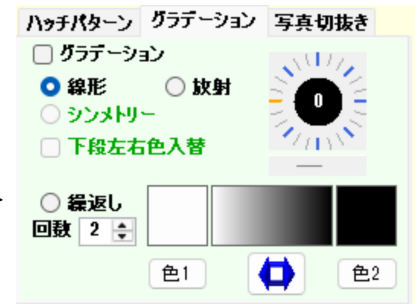 ハッチパターン グラデーション 写真切抜き
グラデーション
線形 放射
シンメトリー
下段左右色入替
0
繰返し
回数 2
色1 色2